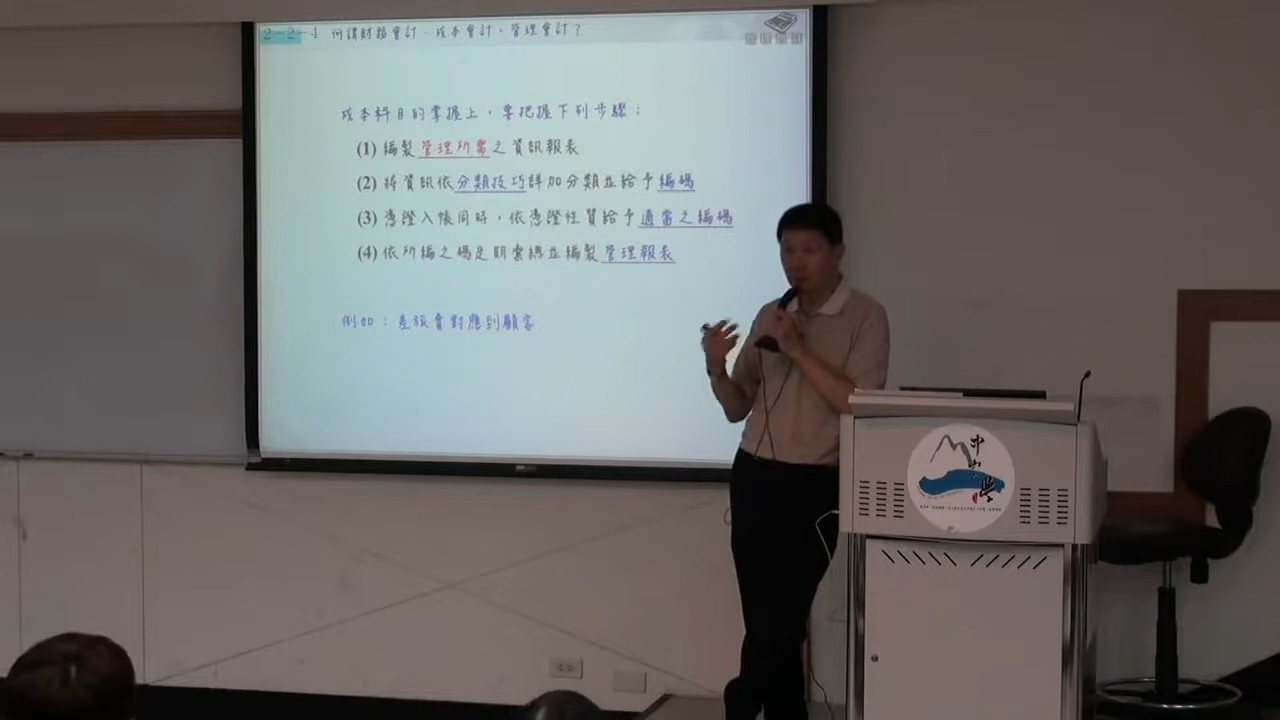 2-2-4 何謂財務會計、成本會計、管理會計?
成本科目的掌握上,要把握下列步驟:
(1) 編製管理所需之資訊報表
(2) 將資訊依分類技巧詳加分類並給予編碼
(3) 憑證入帳同時,依憑證性質給予適當之編碼
(4) 依所編之碼定期彙總並編製管理報表
例如:差旅費對應到顧客
中山大學